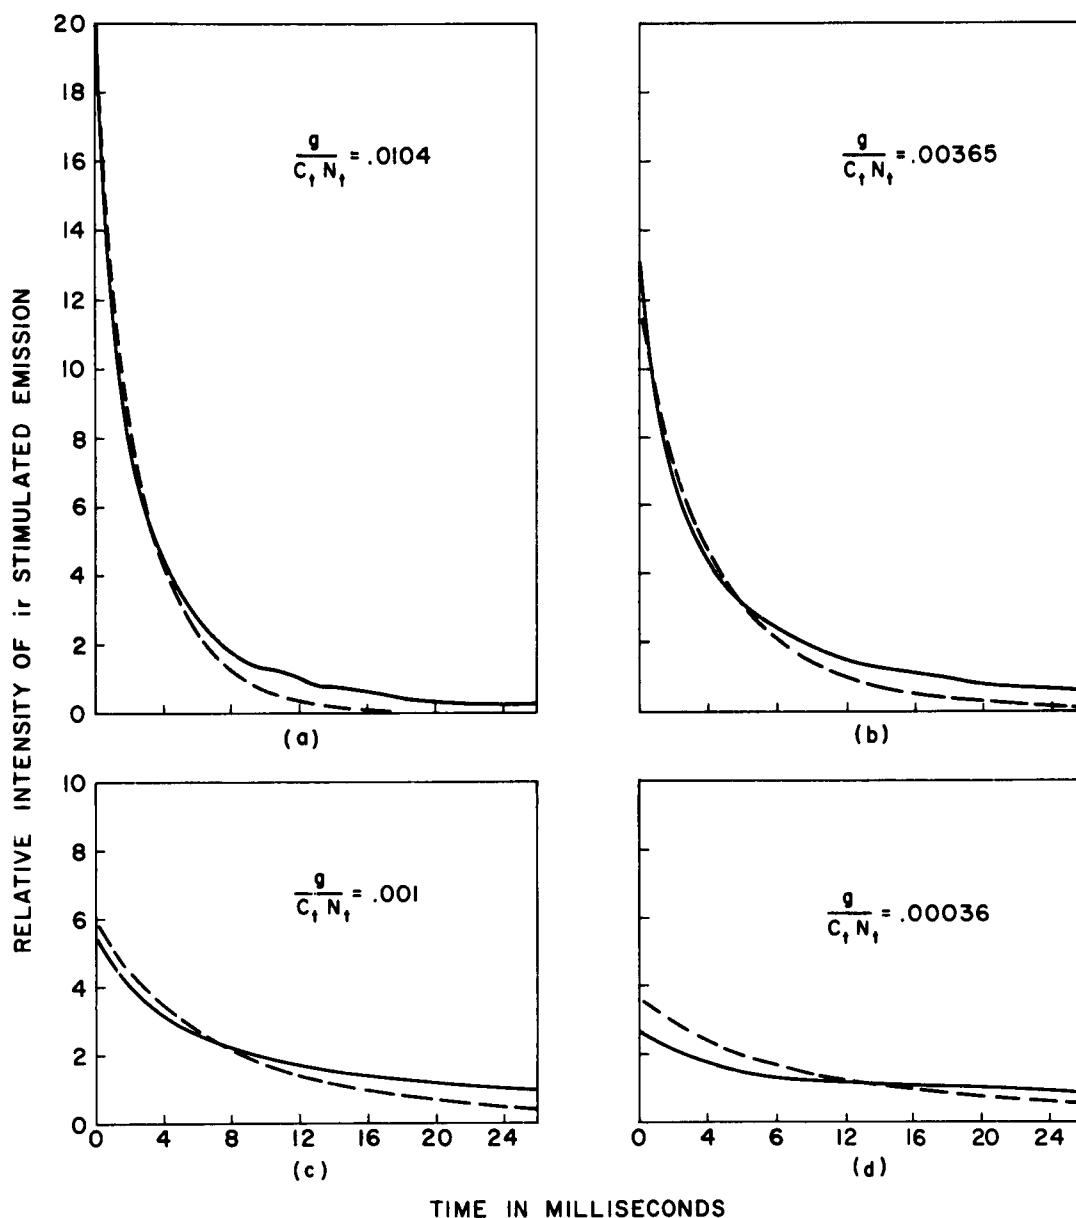 RELATIVE INTENSITY OF ir STIMULATED EMISSION
20
18
16
14
12
10
8
6
4
2
0
g
C_t N_t = .0104
(a)
g
C_t N_t = .00365
(b)
10
8
6
4
2
0
g
C_t N_t = .001
0 4 8 12 16 20 24
(c)
g
C_t N_t = .00036
0 4 6 12 16 20 24
(d)
TIME IN MILLISECONDS